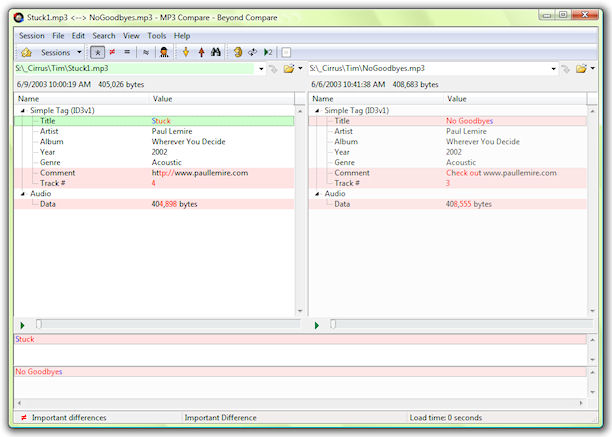 Stuck1.mp3 <--> NoGoodbyes.mp3 - MP3 Compare - Beyond Compare
Session File Edit Search View Tools Help
Sessions
S:\_Cirrus\Tim\Stuck1.mp3 S:\_Cirrus\Tim\NoGoodbyes.mp3
6/9/2003 10:00:19 AM 405,026 bytes 6/6/2003 10:41:38 AM 408,683 bytes
Name Value Name Value
Simple Tag (ID3v1) Simple Tag (ID3v1)
Title Stuck Title No Goodbyes
Artist Paul Lemire Artist Paul Lemire
Album Wherever You Decide Album Wherever You Decide
Year 2002 Year 2002
Genre Acoustic Genre Acoustic
Comment http://www.paullemire.com Comment Check out www.paullemire.com
Track # 4 Track # 3
Audio Audio
Data 404,898 bytes Data 408,555 bytes
Stuck
No Goodbyes
Important differences Important Difference Load time: 0 seconds